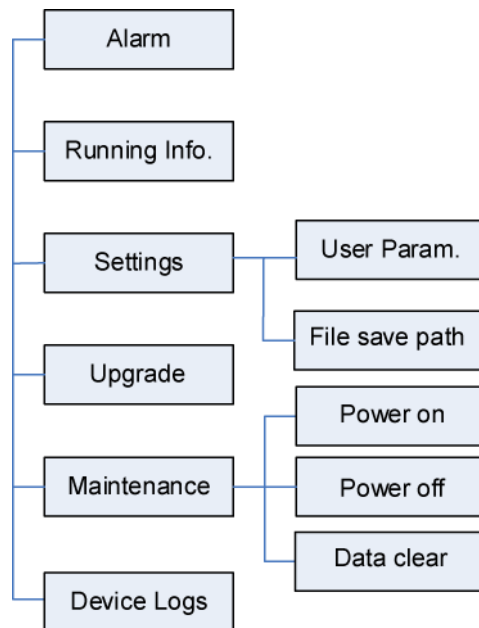 Alarm
Running Info.
Settings
User Param.
File save path
Upgrade
Maintenance
Power on
Power off
Data clear
Device Logs